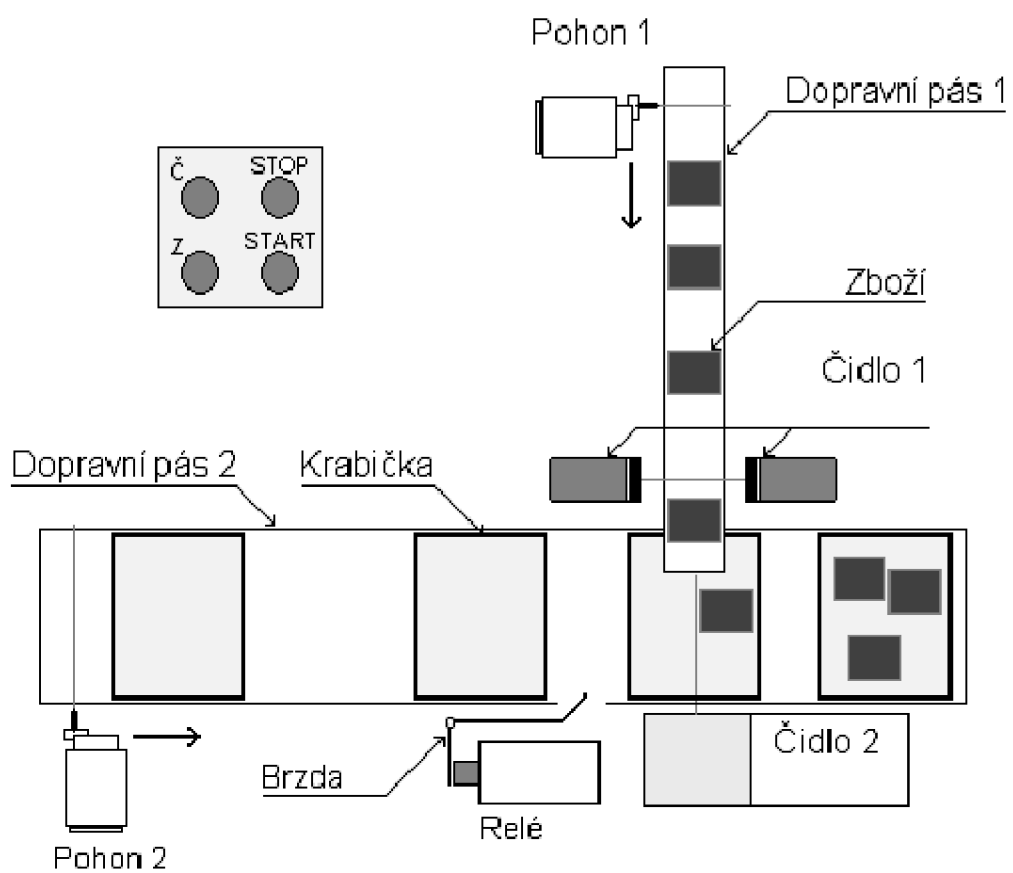 Pohon 1
Dopravní pás 1
Č
STOP
Z
START
Zboží
Čidlo 1
Dopravní pás 2
Krabička
Čidlo 2
Brzda
Relé
Pohon 2